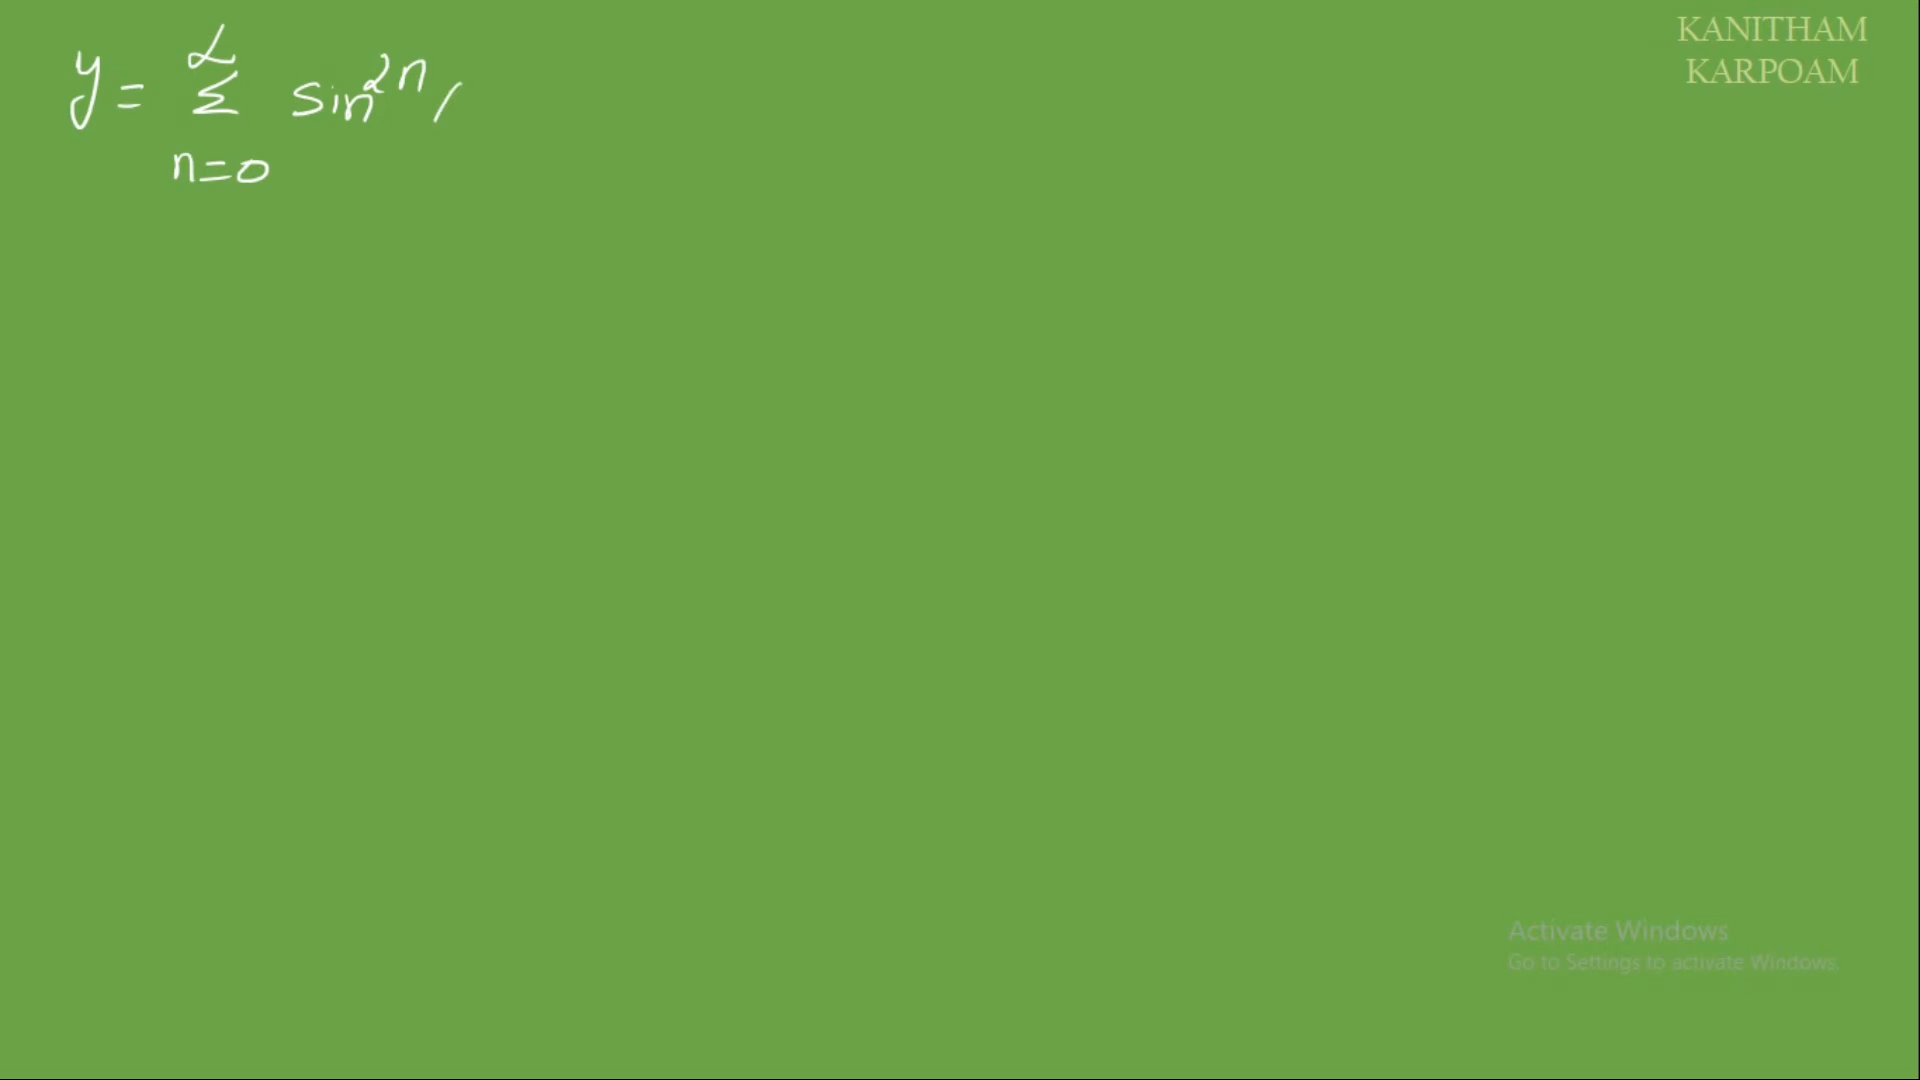 y = ∝
Σ sin²ⁿ /
n=0
KANITHAM
KARPOAM
Activate Windows
Go to Settings to activate Windows.